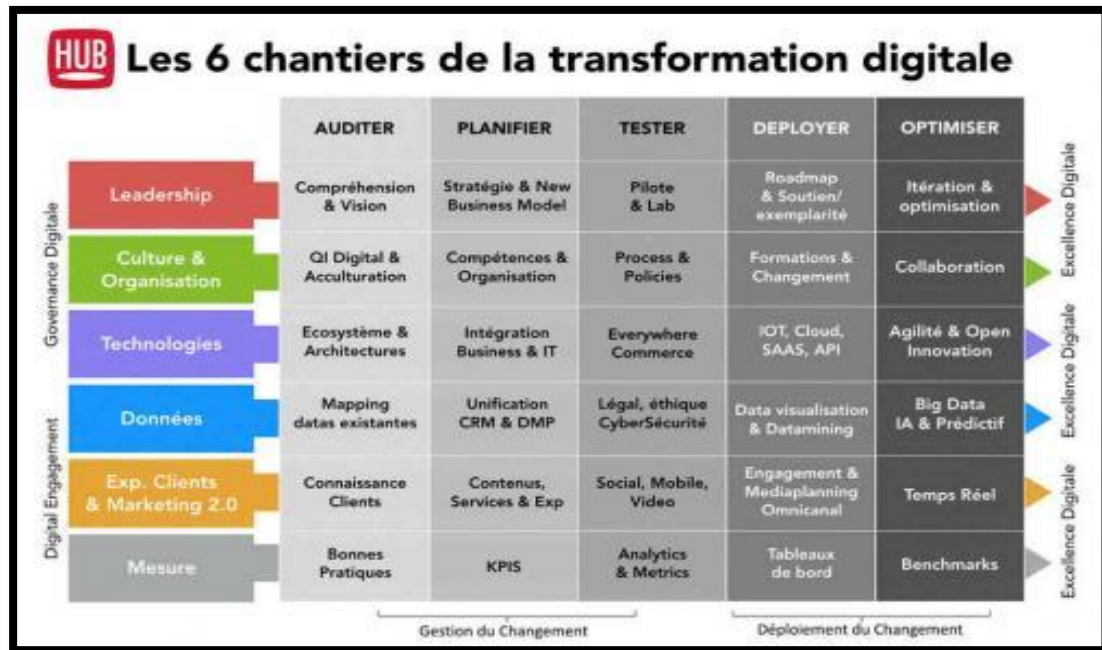 HUB Les 6 chantiers de la transformation digitale
AUDITER PLANIFIER TESTER DEPLOYER OPTIMISER
Governance Digitale
Digital Engagement
Leadership
Compréhension
& Vision
Stratégie & New
Business Model
Pilote
& Lab
Roadmap
& Soutien/
exemplarité
Itération &
optimisation
Culture &
Organisation
QI Digital &
Acculturation
Compétences &
Organisation
Process &
Policies
Formations &
Changement
Collaboration
Technologies
Ecosystème &
Architectures
Intégration
Business & IT
Everywhere
Commerce
IOT, Cloud,
SAAS, API
Agilité & Open
Innovation
Données
Mapping
datas existantes
Unification
CRM & DMP
Légal, éthique
CyberSécurité
Data visualisation
& Datamining
Big Data
IA & Prédictif
Exp. Clients
& Marketing 2.0
Connaissance
Clients
Contenus,
Services & Exp
Social, Mobile,
Video
Engagement &
Mediaplanning
Omnicanal
Temps Réel
Mesure
Bonnes
Pratiques
KPIS
Analytics
& Metrics
Tableaux
de bord
Benchmarks
Excellence Digitale
Excellence Digitale
Excellence Digitale
Excellence Digitale
Gestion du Changement
Déploiement du Changement